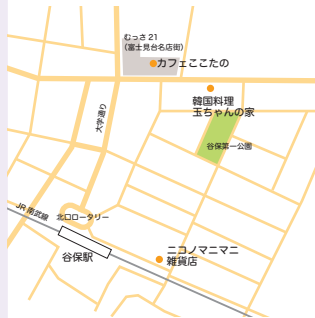 むっさ21
(富士見台名店街)
カフェここたの
韓国料理
玉ちゃんの家
大学通り
谷保第一公園
JR南武線
北口ロータリー
谷保駅
ニコノマニマニ
雑貨店